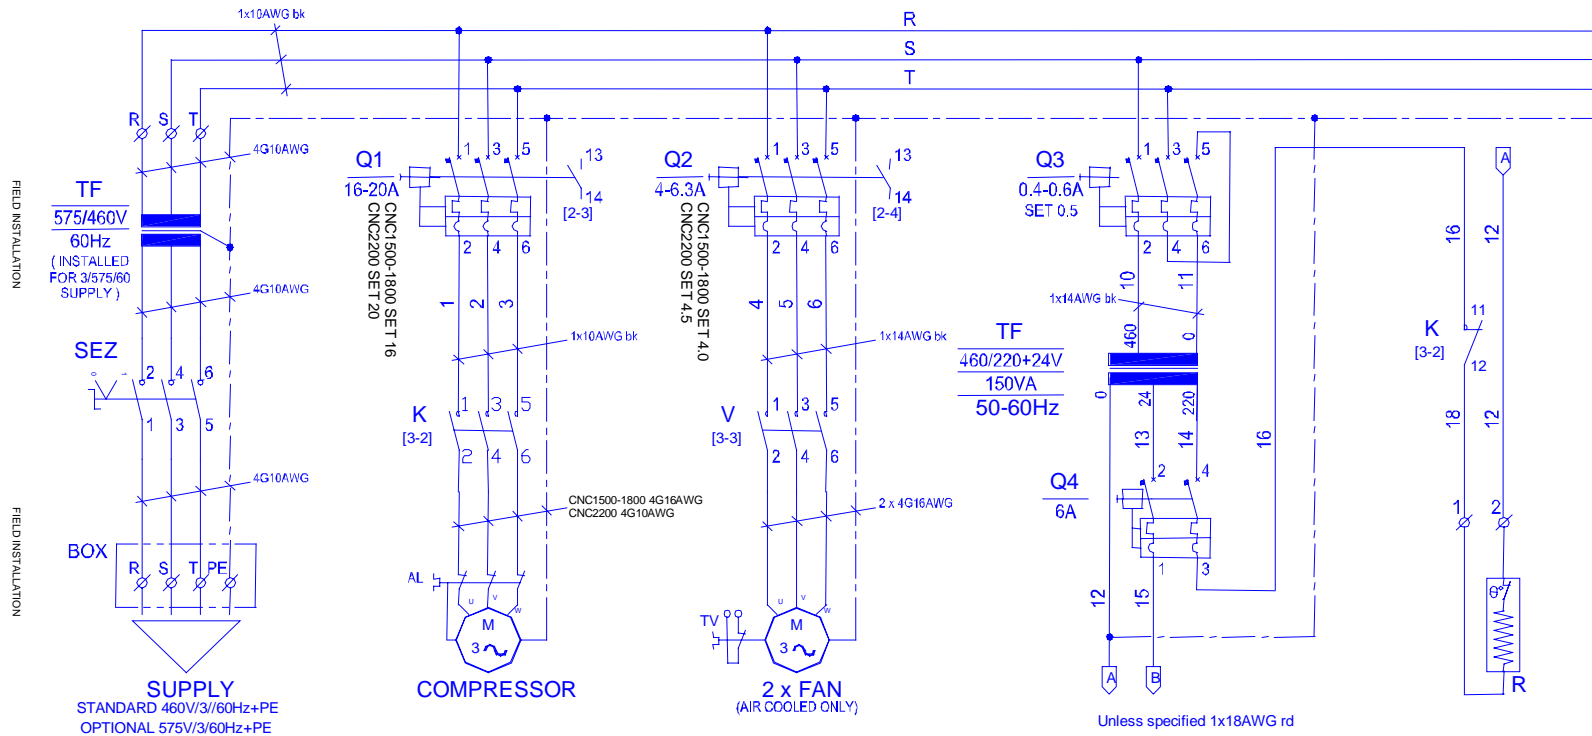 1x10AWG bk
R
S
T
R S T
4G10AWG
FIELD INSTALLATION
TF
575/460V
60Hz
( INSTALLED
FOR 3/575/60
SUPPLY )
4G10AWG
SEZ
0 1
2 4 6
1 3 5
4G10AWG
FIELD INSTALLATION
BOX
R S T PE
SUPPLY
STANDARD 460V/3//60Hz+PE
OPTIONAL 575V/3/60Hz+PE
Q1
16-20A
CNC1500-1800 SET 16
CNC2200 SET 20
1 3 5
13
14
[2-3]
2 4 6
1 2 3
1x10AWG bk
K
[3-2]
1 3 5
2 4 6
CNC1500-1800 4G16AWG
CNC2200 4G10AWG
AL
U V W
M
3
COMPRESSOR
Q2
4-6.3A
CNC1500-1800 SET 4.0
CNC2200 SET 4.5
1 3 5
13
14
[2-4]
2 4 6
4 5 6
1x14AWG bk
V
[3-3]
1 3 5
2 4 6
2 x 4G16AWG
TV
U V W
M
3
2 x FAN
(AIR COOLED ONLY)
Q3
0.4-0.6A
SET 0.5
1 3 5
2 4 6
10 11
1x14AWG bk
TF
460/220+24V
150VA
50-60Hz
460 0
0 24 220
13 14
16
Q4
6A
2 4
1 3
12 15
A B
Unless specified 1x18AWG rd
A
16 12
K
[3-2]
11
12
18 12
1 2
R